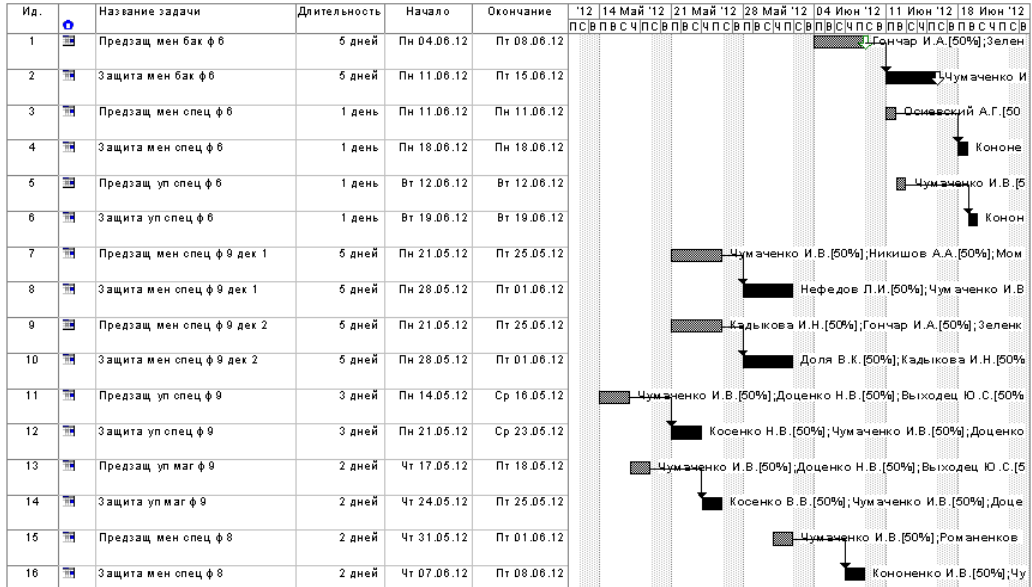 Ид. Название задачи Длительность Начало Окончание '12 14 Май '12 21 Май '12 28 Май '12 04 Июн '12 11 Июн '12 18 Июн '12
П С В П В С Ч П С В П В С Ч П С В П В С Ч П С В П В С Ч П С В П В С Ч П С В П В С Ч П С В
1 Предзащ мен бак ф 6 5 дней Пн 04.06.12 Пт 08.06.12 Гончар И.А.[50%];Зелен
2 Защита мен бак ф 6 5 дней Пн 11.06.12 Пт 15.06.12 Чумаченко И
3 Предзащ мен спец ф 6 1 день Пн 11.06.12 Пн 11.06.12 Осиевский А.Г.[50
4 Защита мен спец ф 6 1 день Пн 18.06.12 Пн 18.06.12 Кононе
5 Предзащ уп спец ф 6 1 день Вт 12.06.12 Вт 12.06.12 Чумаченко И.В.[5
6 Защита уп спец ф 6 1 день Вт 19.06.12 Вт 19.06.12 Конон
7 Предзащ мен спец ф 9 дек 1 5 дней Пн 21.05.12 Пт 25.05.12 Чумаченко И.В.[50%];Никишов А.А.[50%];Мом
8 Защита мен спец ф 9 дек 1 5 дней Пн 28.05.12 Пт 01.06.12 Нефедов Л.И.[50%];Чумаченко И.В
9 Предзащ мен спец ф 9 дек 2 5 дней Пн 21.05.12 Пт 25.05.12 Кадыкова И.Н.[50%];Гончар И.А.[50%];Зеленк
10 Защита мен спец ф 9 дек 2 5 дней Пн 28.05.12 Пт 01.06.12 Доля В.К.[50%];Кадыкова И.Н.[50%
11 Предзащ уп спец ф 9 3 дней Пн 14.05.12 Ср 16.05.12 Чумаченко И.В.[50%];Доценко Н.В.[50%];Выходец Ю.С.[50%
12 Защита уп спец ф 9 3 дней Пн 21.05.12 Ср 23.05.12 Косенко Н.В.[50%];Чумаченко И.В.[50%];Доценко
13 Предзащ уп маг ф 9 2 дней Чт 17.05.12 Пт 18.05.12 Чумаченко И.В.[50%];Доценко Н.В.[50%];Выходец Ю.С.[5
14 Защита уп маг ф 9 2 дней Чт 24.05.12 Пт 25.05.12 Косенко В.В.[50%];Чумаченко И.В.[50%];Доце
15 Предзащ мен спец ф 8 2 дней Чт 31.05.12 Пт 01.06.12 Чумаченко И.В.[50%];Романенков
16 Защита мен спец ф 8 2 дней Чт 07.06.12 Пт 08.06.12 Кононенко И.В.[50%];Чу